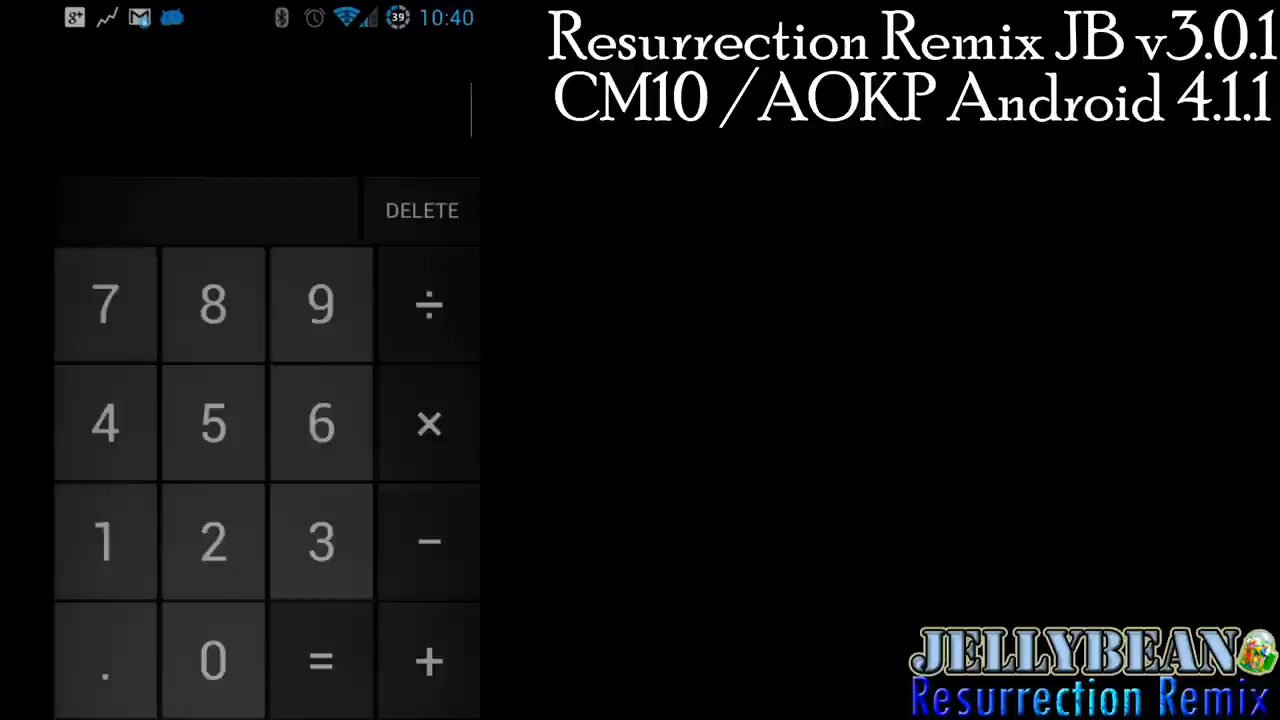 39 10:40
Resurrection Remix JB v3.0.1
CM10 /AOKP Android 4.1.1
DELETE
7 8 9 ÷
4 5 6 ×
1 2 3 −
. 0 = +
JELLYBEAN
Resurrection Remix